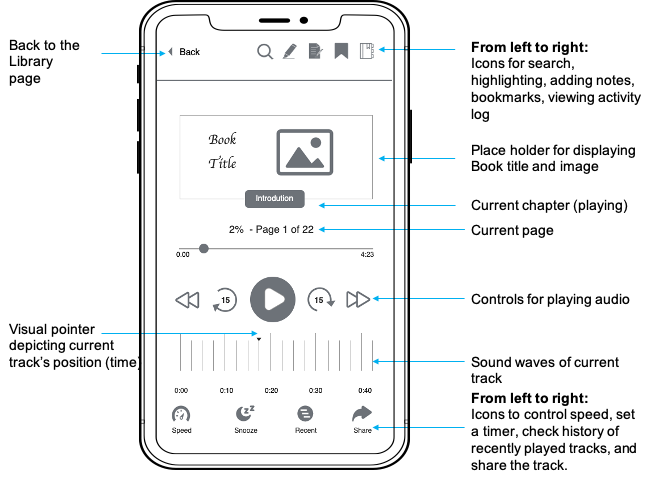 Back to the
Library
page
Back
From left to right:
Icons for search,
highlighting, adding notes,
bookmarks, viewing activity
log
Book
Title
Place holder for displaying
Book title and image
Introdution
Current chapter (playing)
2% - Page 1 of 22
Current page
0.00
4:23
15
15
Controls for playing audio
Visual pointer
depicting current
track's position (time)
Sound waves of current
track
0:00 0:10 0:20 0:30 0:40
Speed Snooze Recent Share
From left to right:
Icons to control speed, set
a timer, check history of
recently played tracks, and
share the track.